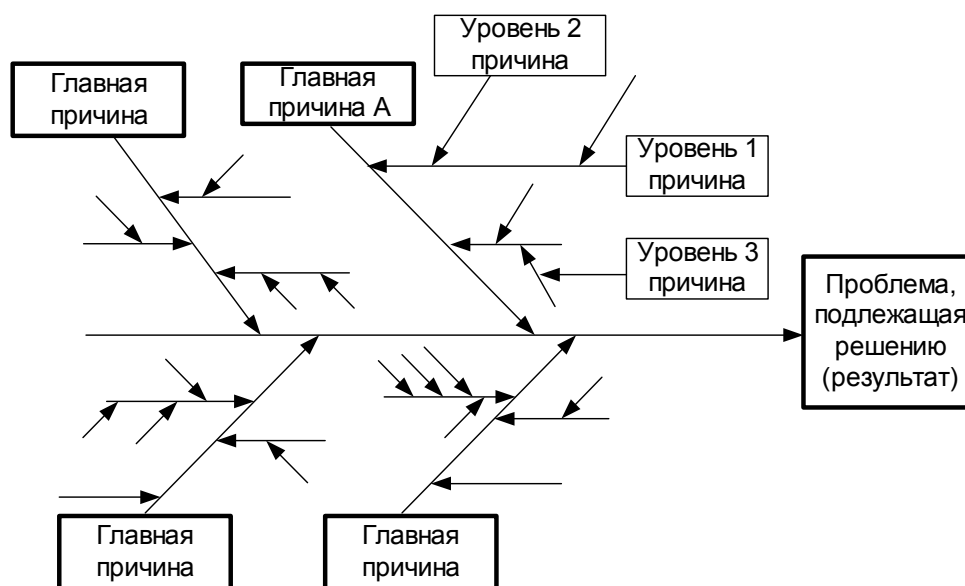 Уровень 2
причина
Главная
причина
Главная
причина А
Уровень 1
причина
Уровень 3
причина
Проблема,
подлежащая
решению
(результат)
Главная
причина
Главная
причина